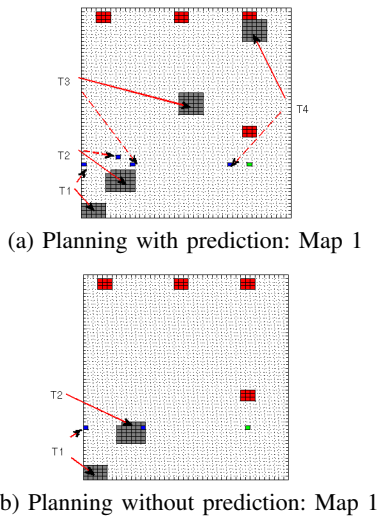 T3
T4
T2
T1
(a) Planning with prediction: Map 1
T2
T1
b) Planning without prediction: Map 1